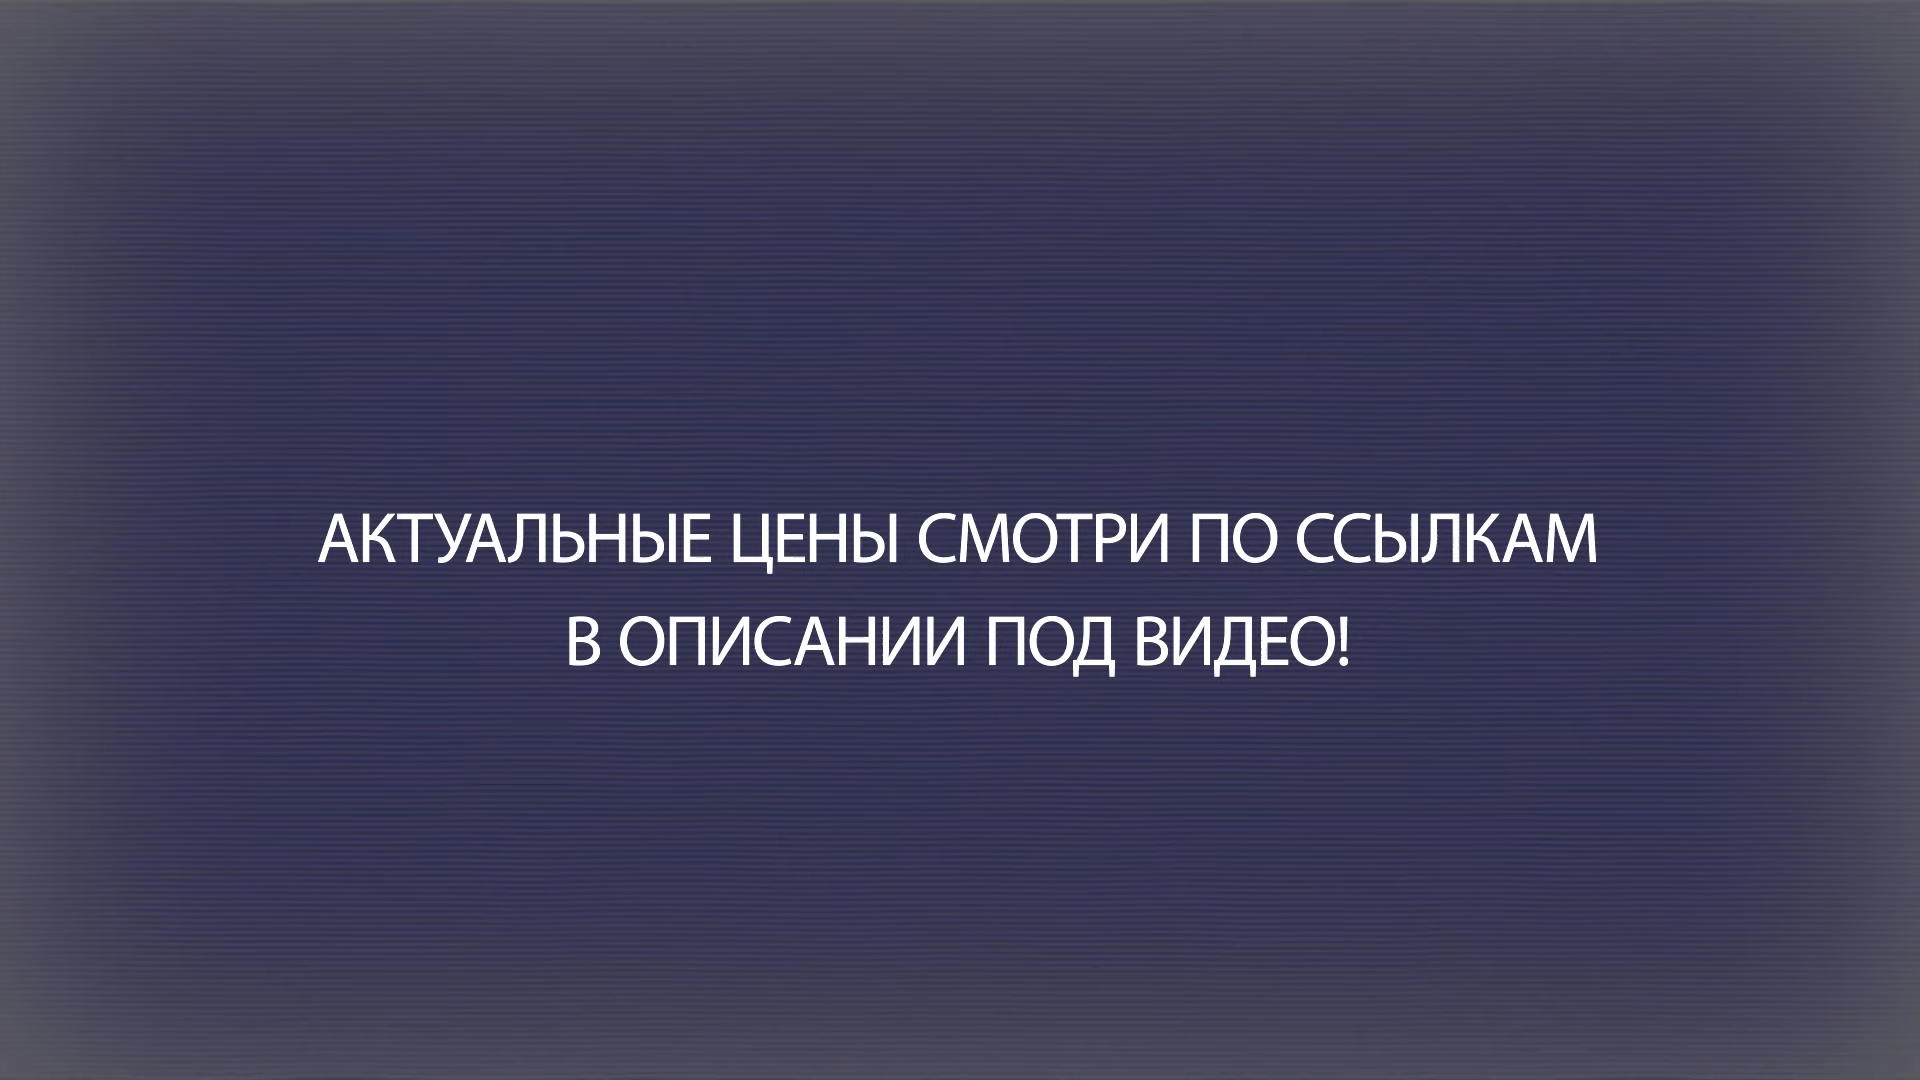 АКТУАЛЬНЫЕ ЦЕНЫ СМОТРИ ПО ССЫЛКАМ
В ОПИСАНИИ ПОД ВИДЕО!